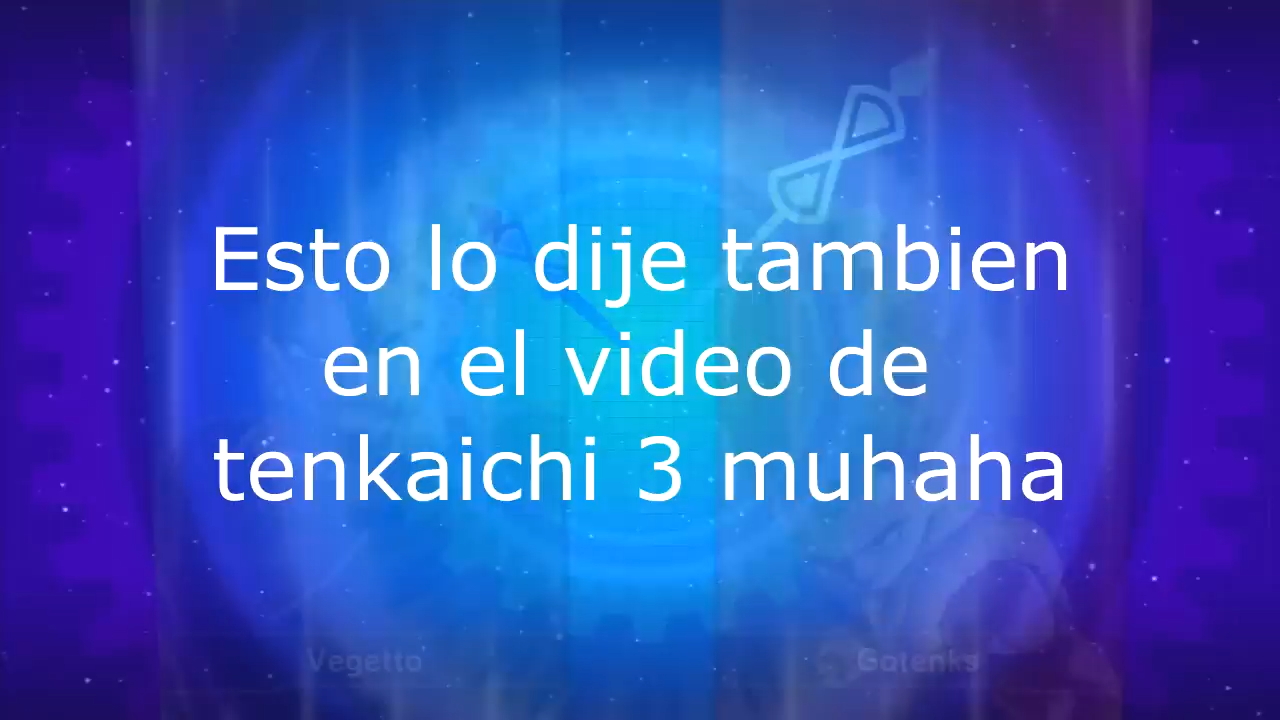 Esto lo dije tambien
en el video de
tenkaichi 3 muhaha
Vegetto
Gotenks